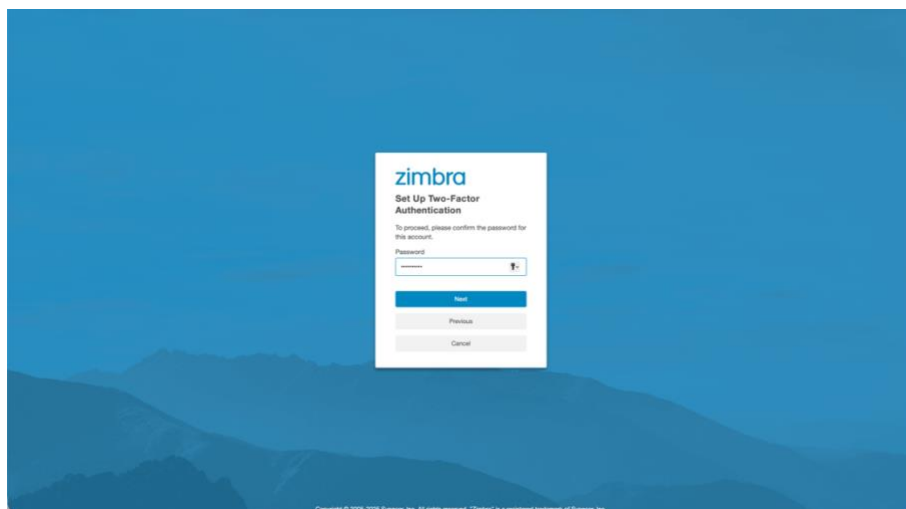 zimbra
Set Up Two-Factor
Authentication
To proceed, please confirm the password for
this account.
Password
Next
Previous
Cancel